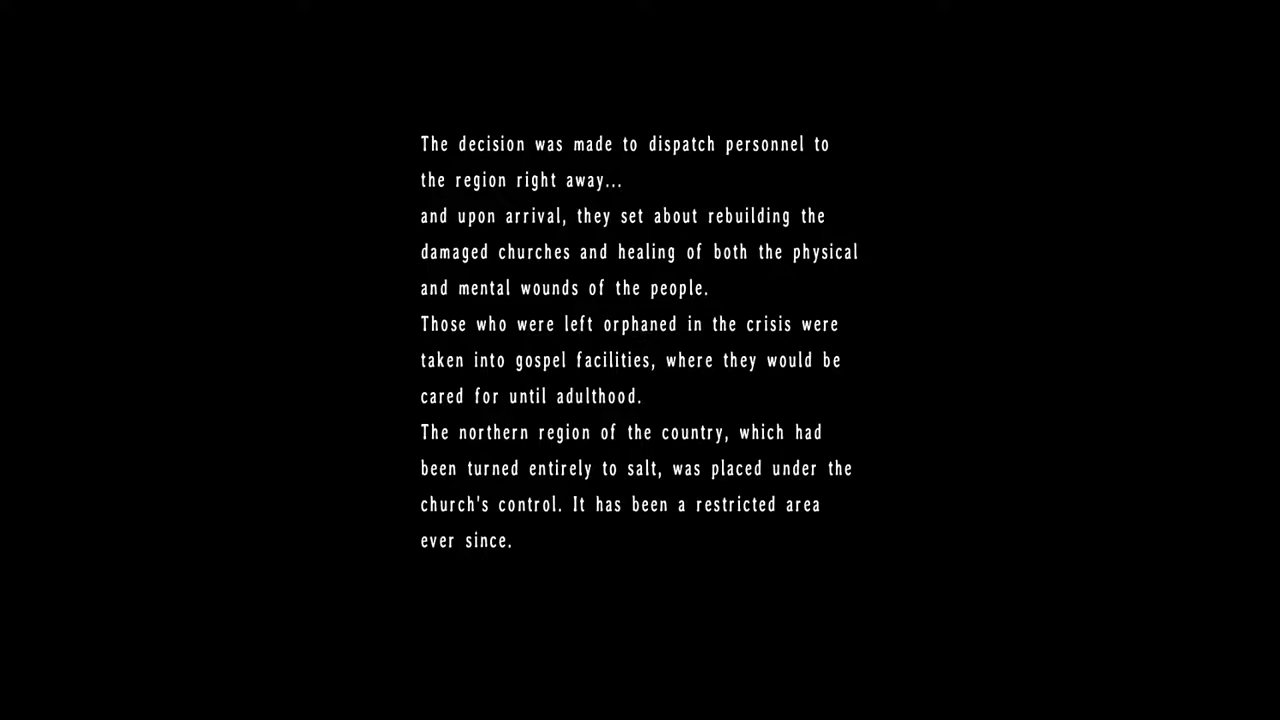 The decision was made to dispatch personnel to
the region right away...
and upon arrival, they set about rebuilding the
damaged churches and healing of both the physical
and mental wounds of the people.
Those who were left orphaned in the crisis were
taken into gospel facilities, where they would be
cared for until adulthood.
The northern region of the country, which had
been turned entirely to salt, was placed under the
church's control. It has been a restricted area
ever since.